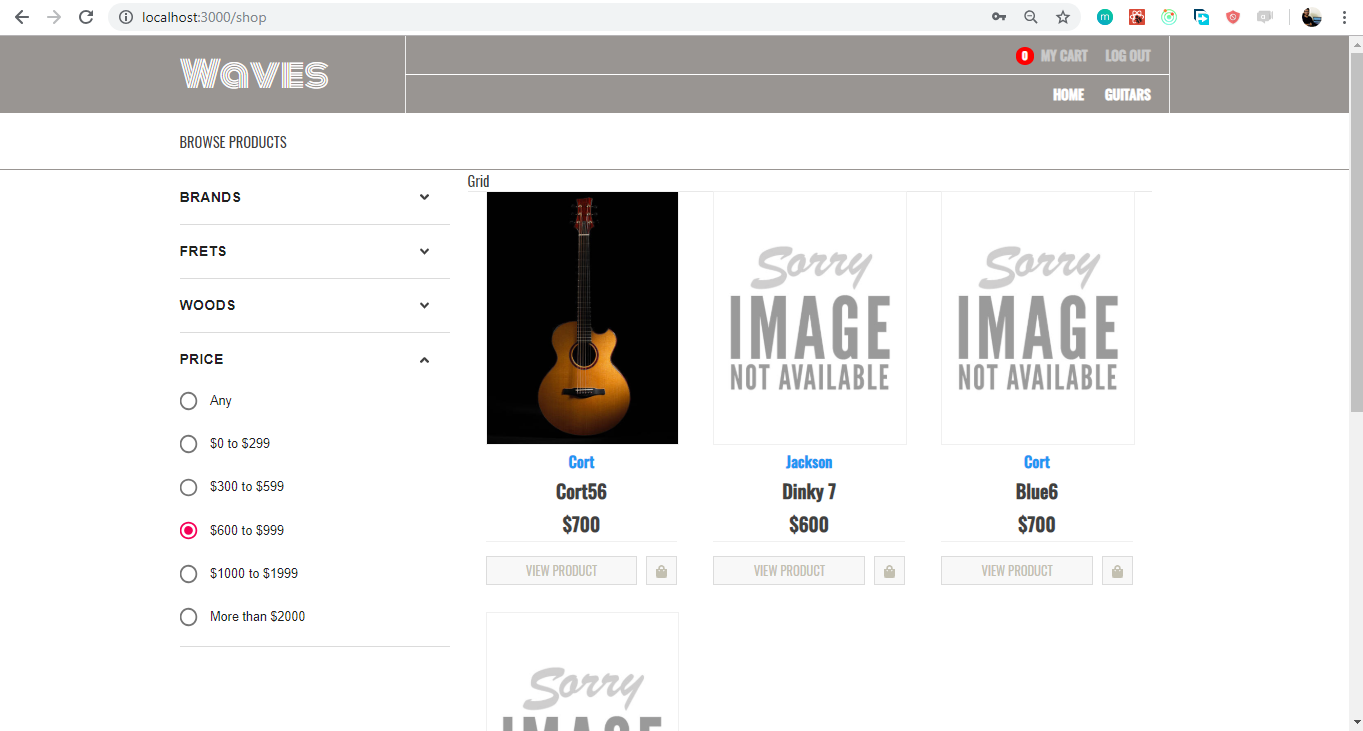 localhost:3000/shop
Waves
0 MY CART LOG OUT
HOME GUITARS
BROWSE PRODUCTS
BRANDS
FRETS
WOODS
PRICE
Any
$0 to $299
$300 to $599
$600 to $999
$1000 to $1999
More than $2000
Grid
Sorry
IMAGE
NOT AVAILABLE
Sorry
IMAGE
NOT AVAILABLE
Cort
Cort56
$700
VIEW PRODUCT
Jackson
Dinky 7
$600
VIEW PRODUCT
Cort
Blue6
$700
VIEW PRODUCT
Sorry
IMAGE